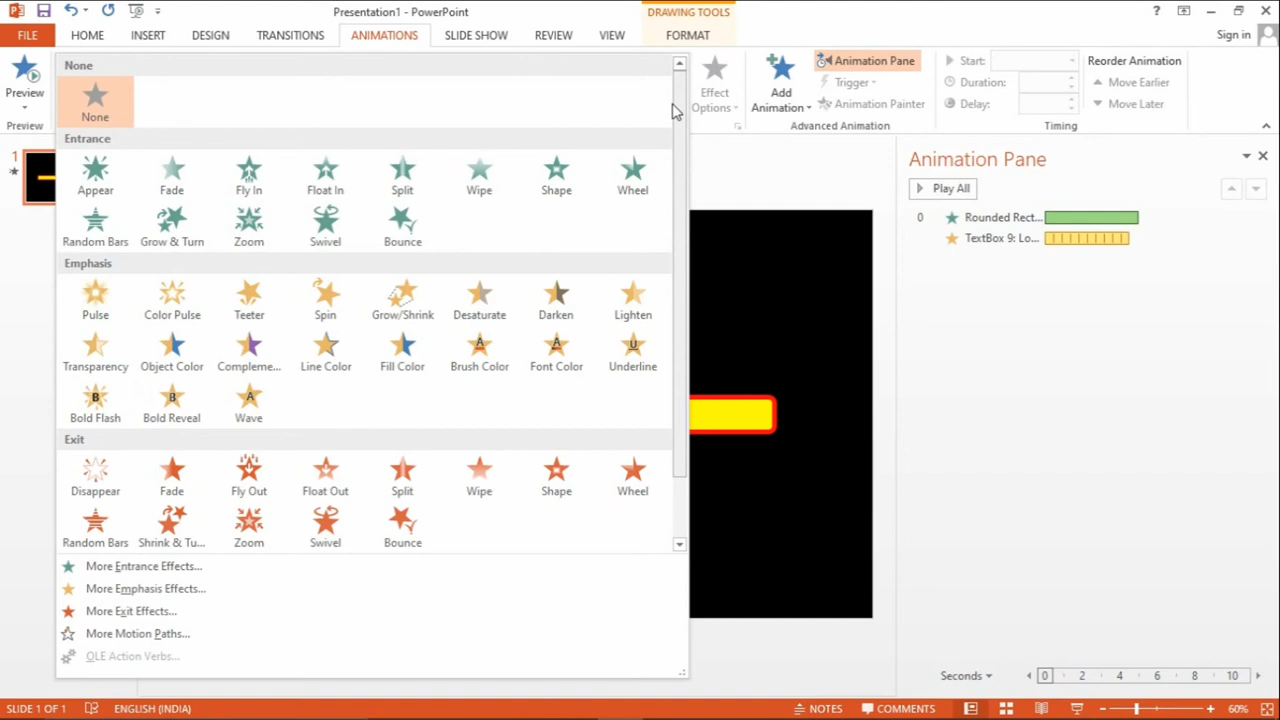 Presentation1 - PowerPoint
DRAWING TOOLS
?
FILE HOME INSERT DESIGN TRANSITIONS ANIMATIONS SLIDE SHOW REVIEW VIEW FORMAT Sign in
Preview
Preview
None
None
Entrance
Appear Fade Fly In Float In Split Wipe Shape Wheel
Random Bars Grow & Turn Zoom Swivel Bounce
Emphasis
Pulse Color Pulse Teeter Spin Grow/Shrink Desaturate Darken Lighten
Transparency Object Color Compleme... Line Color Fill Color Brush Color Font Color Underline
Bold Flash Bold Reveal Wave
Exit
Disappear Fade Fly Out Float Out Split Wipe Shape Wheel
Random Bars Shrink & Tu... Zoom Swivel Bounce
More Entrance Effects...
More Emphasis Effects...
More Exit Effects...
More Motion Paths...
OLE Action Verbs...
Effect
Options
Add
Animation
Animation Pane
Trigger
Animation Painter
Advanced Animation
Start:
Duration:
Delay:
Timing
Reorder Animation
Move Earlier
Move Later
1
Animation Pane
Play All
0 Rounded Rect...
TextBox 9: Lo...
Seconds 0 2 4 6 8 10
SLIDE 1 OF 1 ENGLISH (INDIA) NOTES COMMENTS 60%